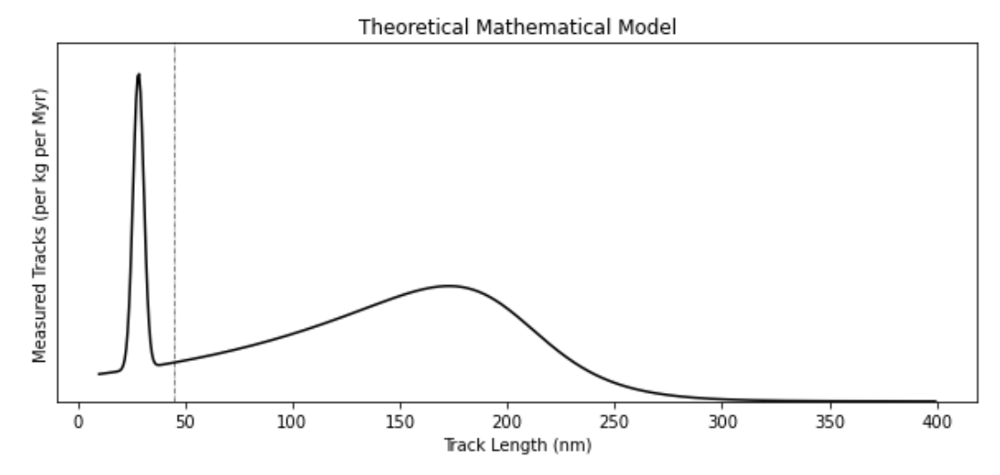 Theoretical Mathematical Model
Measured Tracks (per kg per Myr)
0 50 100 150 200 250 300 350 400
Track Length (nm)